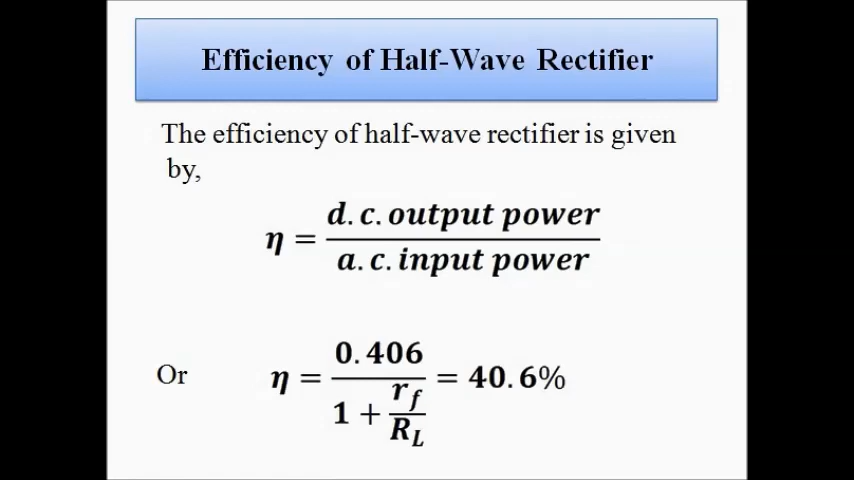 Efficiency of Half-Wave Rectifier
The efficiency of half-wave rectifier is given
by,
η = d.c.output power / a.c.input power
Or η = 0.406 / (1 + r_f / R_L) = 40.6%